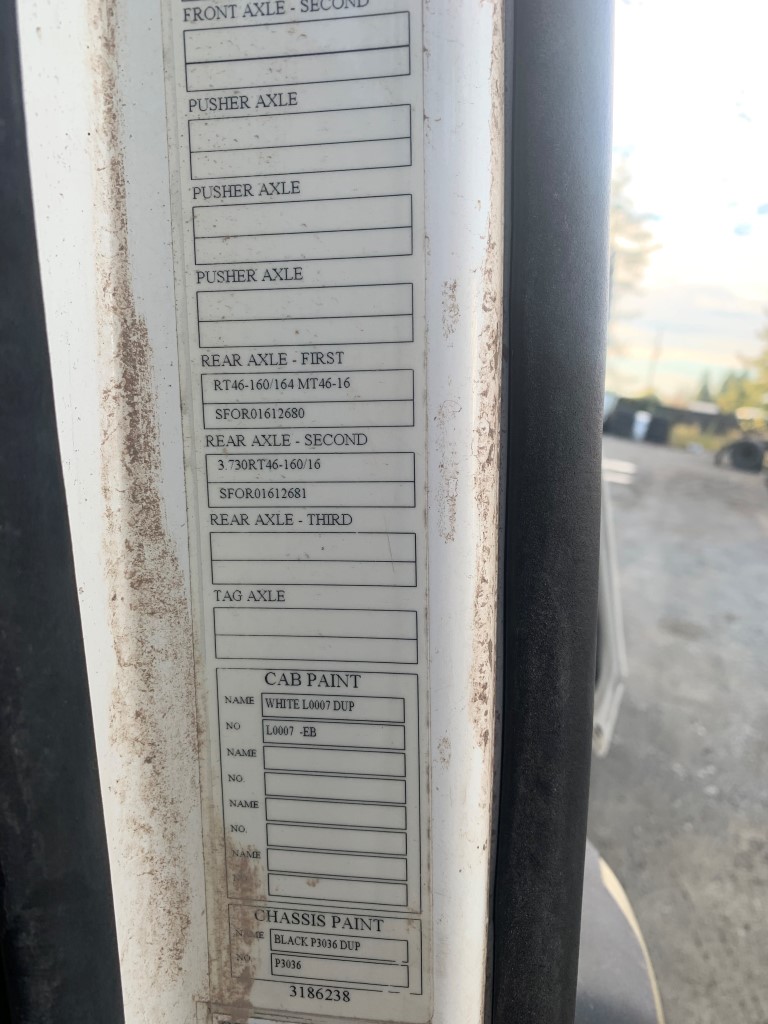 FRONT AXLE - SECOND
PUSHER AXLE
PUSHER AXLE
PUSHER AXLE
REAR AXLE - FIRST
RT46-160/164 MT46-16
SFOR01612680
REAR AXLE - SECOND
3.730RT46-160/16
SFOR01612681
REAR AXLE - THIRD
TAG AXLE
CAB PAINT
NAME WHITE L0007 DUP
NO L0007 -EB
NAME
NO.
NAME
NO.
NAME
CHASSIS PAINT
NAME BLACK P3036 DUP
NO. P3036
3186238